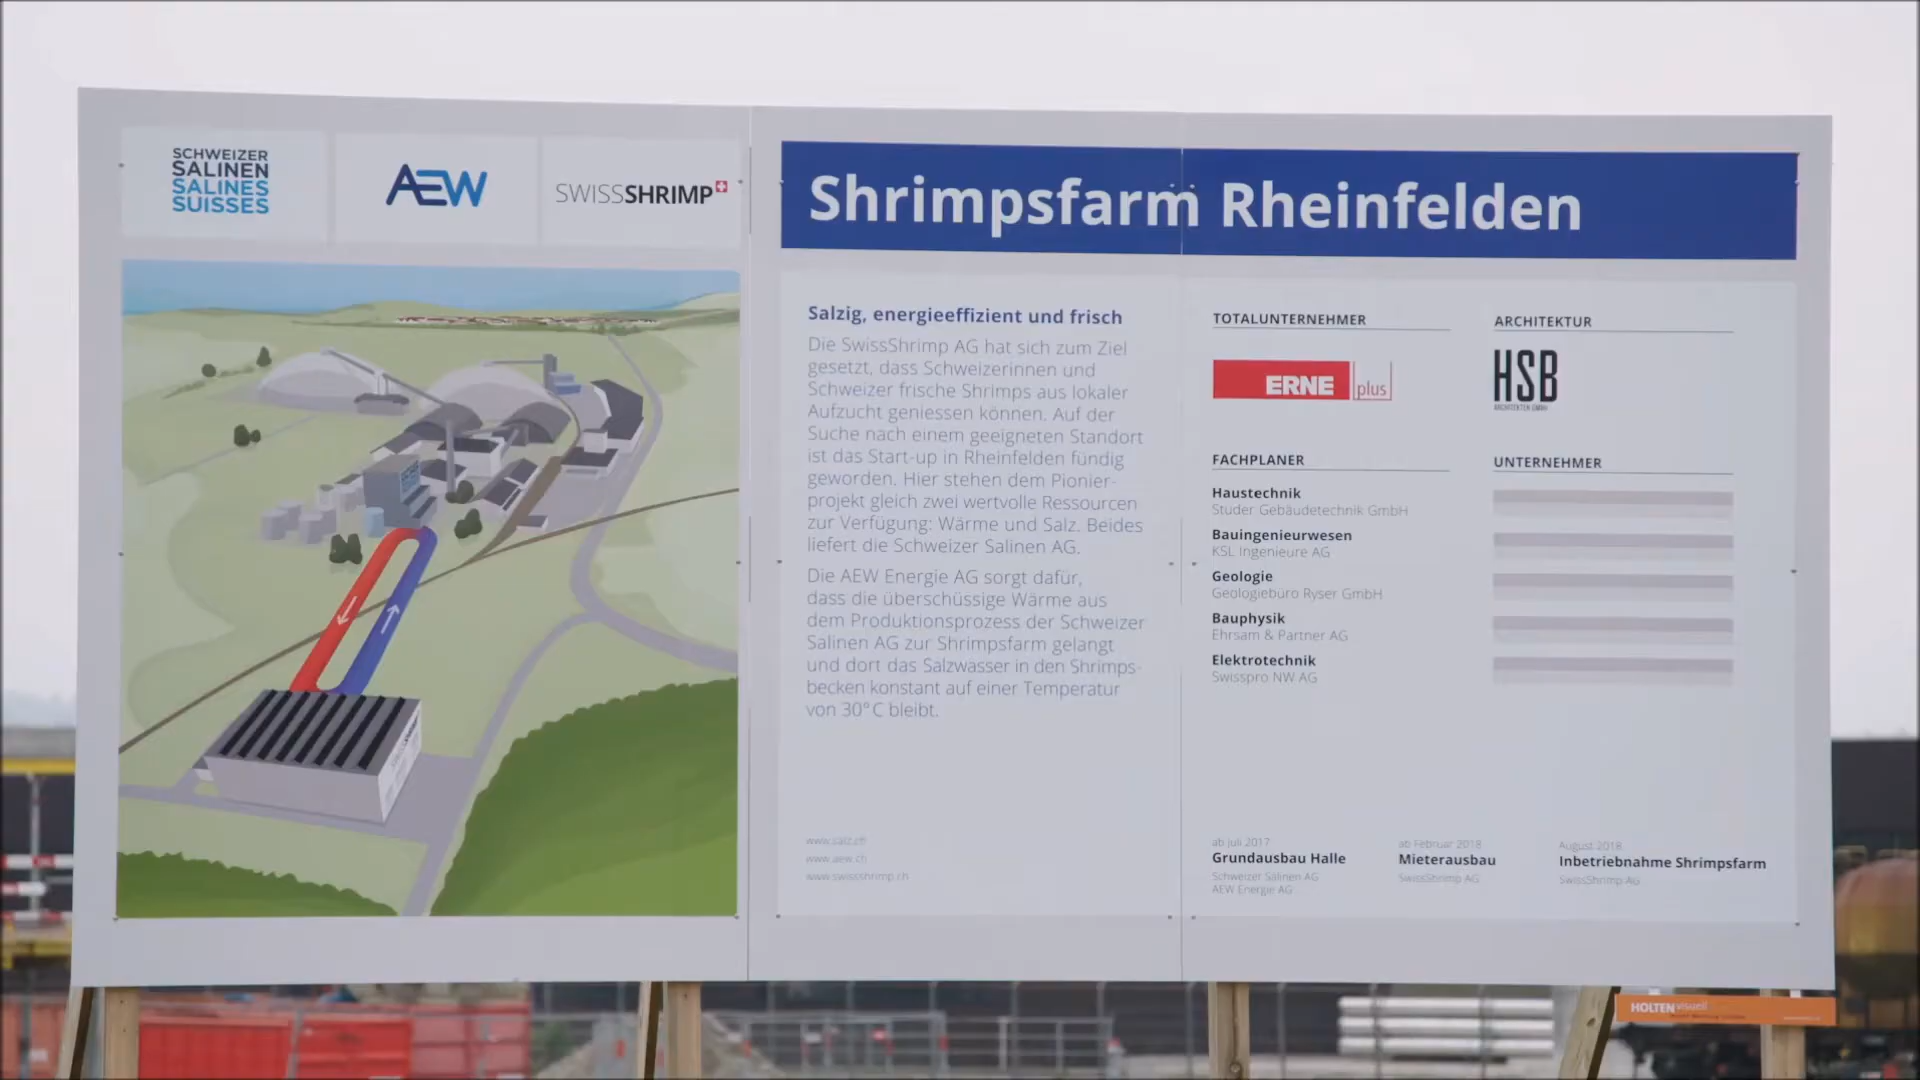 SCHWEIZER
SALINEN
SALINES
SUISSES
AEW
SWISSSHRIMP
Shrimpsfarm Rheinfelden
Salzig, energieeffizient und frisch
Die SwissShrimp AG hat sich zum Ziel
gesetzt, dass Schweizerinnen und
Schweizer frische Shrimps aus lokaler
Aufzucht geniessen können. Auf der
Suche nach einem geeigneten Standort
ist das Start-up in Rheinfelden fündig
geworden. Hier stehen dem Pionier-
projekt gleich zwei wertvolle Ressourcen
zur Verfügung: Wärme und Salz. Beides
liefert die Schweizer Salinen AG.
Die AEW Energie AG sorgt dafür,
dass die überschüssige Wärme aus
dem Produktionsprozess der Schweizer
Salinen AG zur Shrimpsfarm gelangt
und dort das Salzwasser in den Shrimps-
becken konstant auf einer Temperatur
von 30°C bleibt.
www.salz.ch
www.aew.ch
www.swissshrimp.ch
TOTALUNTERNEHMER
ERNE plus
ARCHITEKTUR
HSB
ARCHITEKTEN GMBH
FACHPLANER
Haustechnik
Studer Gebäudetechnik GmbH
Bauingenieurwesen
KSL Ingenieure AG
Geologie
Geologiebüro Ryser GmbH
Bauphysik
Ehrsam & Partner AG
Elektrotechnik
Swisspro NW AG
UNTERNEHMER
ab Juli 2017
Grundausbau Halle
Schweizer Salinen AG
AEW Energie AG
ab Februar 2018
Mieterausbau
SwissShrimp AG
August 2018
Inbetriebnahme Shrimpsfarm
SwissShrimp AG
HOLTEN visuell